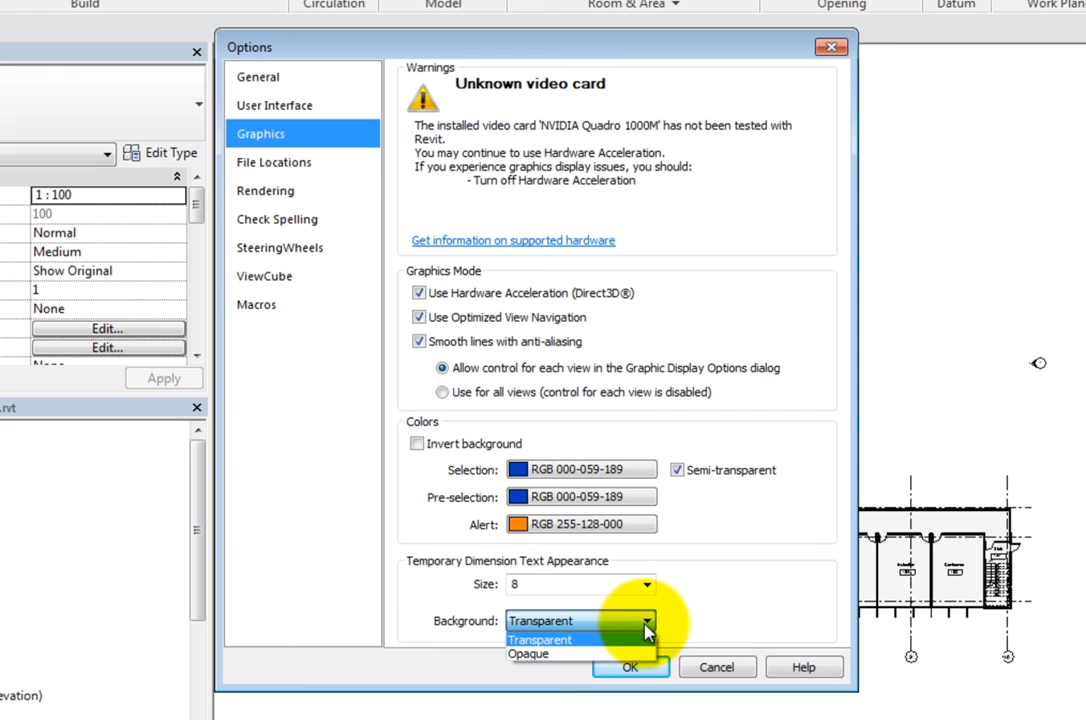 Build
Circulation
Model
Room & Area
Opening
Datum
Work Plan
Options
General
User Interface
Graphics
File Locations
Rendering
Check Spelling
SteeringWheels
ViewCube
Macros
Edit Type
1 : 100
100
Normal
Medium
Show Original
1
None
Edit...
Edit...
Apply
.rvt
evation)
Warnings
Unknown video card
The installed video card 'NVIDIA Quadro 1000M' has not been tested with
Revit.
You may continue to use Hardware Acceleration.
If you experience graphics display issues, you should:
- Turn off Hardware Acceleration
Get information on supported hardware
Graphics Mode
Use Hardware Acceleration (Direct3D®)
Use Optimized View Navigation
Smooth lines with anti-aliasing
Allow control for each view in the Graphic Display Options dialog
Use for all views (control for each view is disabled)
Colors
Invert background
Selection: RGB 000-059-189 Semi-transparent
Pre-selection: RGB 000-059-189
Alert: RGB 255-128-000
Temporary Dimension Text Appearance
Size: 8
Background: Transparent
Transparent
Opaque
OK Cancel Help